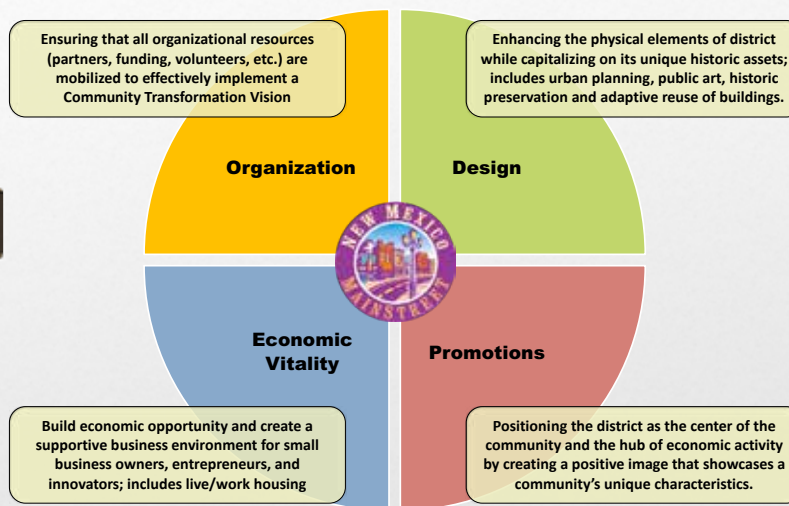 Ensuring that all organizational resources
(partners, funding, volunteers, etc.) are
mobilized to effectively implement a
Community Transformation Vision
Enhancing the physical elements of district
while capitalizing on its unique historic assets;
includes urban planning, public art, historic
preservation and adaptive reuse of buildings.
Organization
Design
NEW MEXICO
MAINSTREET
Economic
Vitality
Promotions
Build economic opportunity and create a
supportive business environment for small
business owners, entrepreneurs, and
innovators; includes live/work housing
Positioning the district as the center of the
community and the hub of economic activity
by creating a positive image that showcases a
community’s unique characteristics.